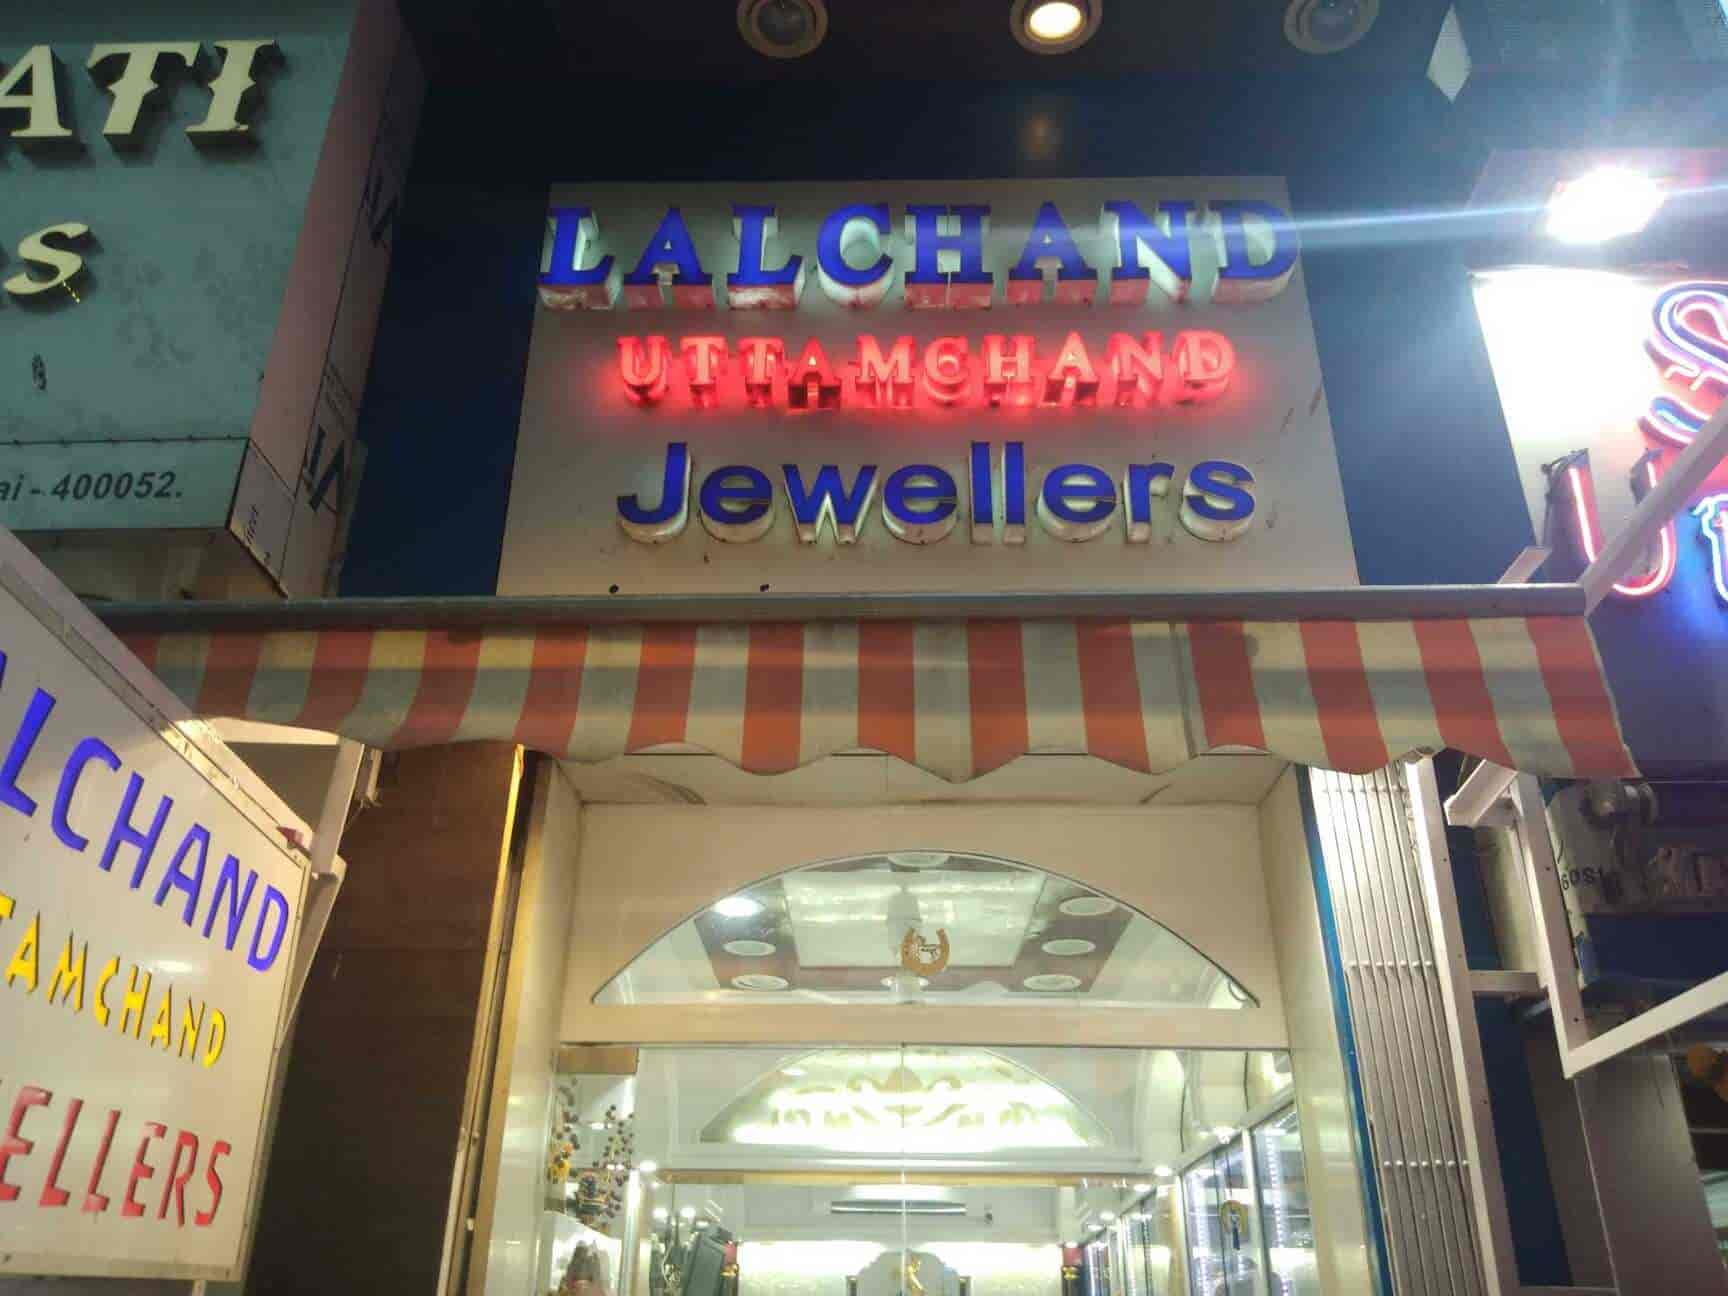 ATI
S
ai - 400052.
LALCHAND
UTTAMCHAND
Jewellers
S
U
LCHAND
TAMCHAND
ELLERS